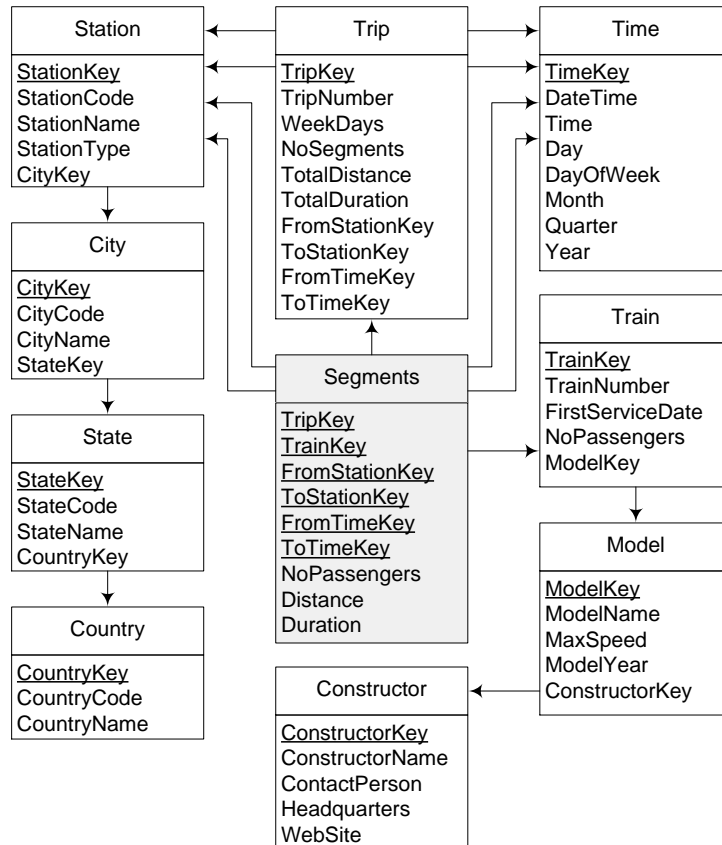 Station
StationKey
StationCode
StationName
StationType
CityKey
City
CityKey
CityCode
CityName
StateKey
State
StateKey
StateCode
StateName
CountryKey
Country
CountryKey
CountryCode
CountryName
Trip
TripKey
TripNumber
WeekDays
NoSegments
TotalDistance
TotalDuration
FromStationKey
ToStationKey
FromTimeKey
ToTimeKey
Segments
TripKey
TrainKey
FromStationKey
ToStationKey
FromTimeKey
ToTimeKey
NoPassengers
Distance
Duration
Constructor
ConstructorKey
ConstructorName
ContactPerson
Headquarters
WebSite
Time
TimeKey
DateTime
Time
Day
DayOfWeek
Month
Quarter
Year
Train
TrainKey
TrainNumber
FirstServiceDate
NoPassengers
ModelKey
Model
ModelKey
ModelName
MaxSpeed
ModelYear
ConstructorKey